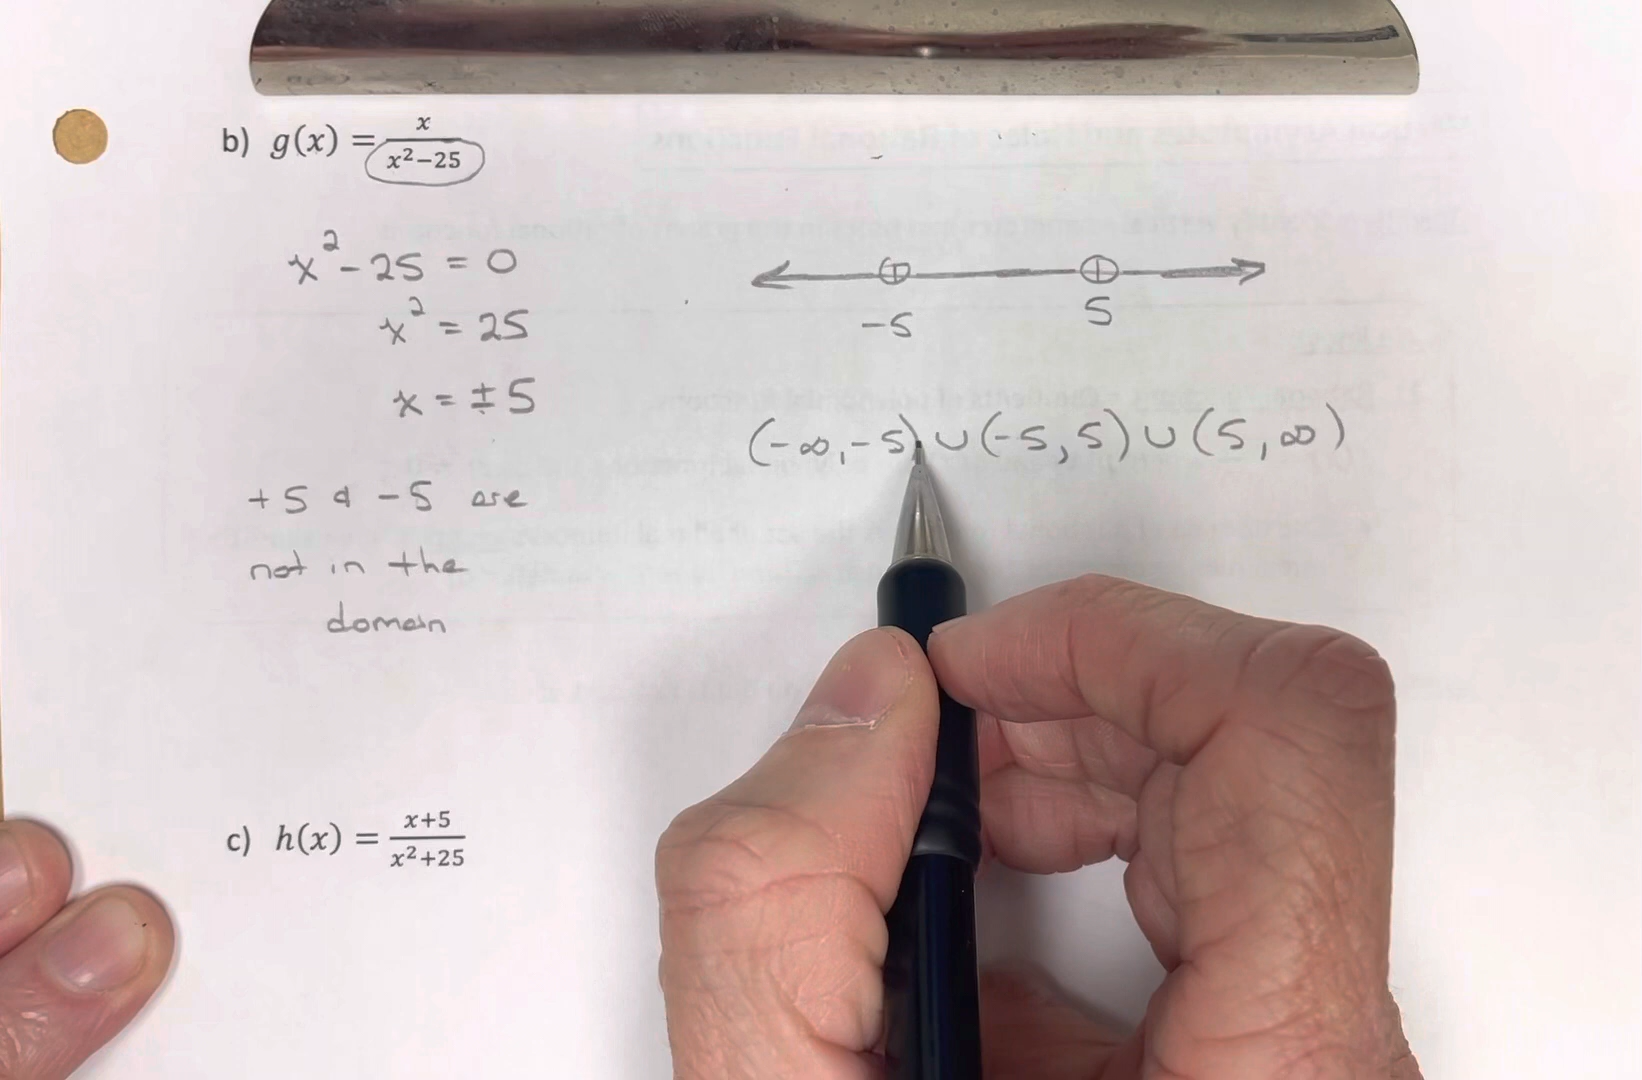 b) g(x) = x/(x²−25)
x² - 25 = 0
x² = 25
x = ± 5
+5 & -5 are
not in the
domain
-5 5
(-∞, -5) ∪ (-5, 5) ∪ (5, ∞)
c) h(x) = (x+5)/(x²+25)